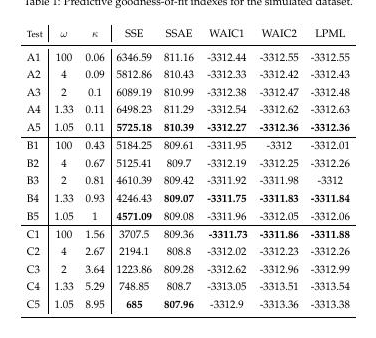 Table 1: Predictive goodness-of-fit indexes for the simulated dataset.
Test ω κ SSE SSAE WAIC1 WAIC2 LPML
A1 100 0.06 6346.59 811.16 -3312.44 -3312.55 -3312.55
A2 4 0.09 5812.86 810.43 -3312.33 -3312.42 -3312.43
A3 2 0.1 6089.19 810.99 -3312.38 -3312.47 -3312.48
A4 1.33 0.11 6498.23 811.29 -3312.54 -3312.62 -3312.63
A5 1.05 0.11 5725.18 810.39 -3312.27 -3312.36 -3312.36
B1 100 0.43 5184.25 809.61 -3311.95 -3312 -3312.01
B2 4 0.67 5125.41 809.7 -3312.19 -3312.25 -3312.26
B3 2 0.81 4610.39 809.42 -3311.92 -3311.98 -3312
B4 1.33 0.93 4246.43 809.07 -3311.75 -3311.83 -3311.84
B5 1.05 1 4571.09 809.08 -3311.96 -3312.05 -3312.06
C1 100 1.56 3707.5 809.36 -3311.73 -3311.86 -3311.88
C2 4 2.67 2194.1 808.8 -3312.02 -3312.23 -3312.26
C3 2 3.64 1223.86 809.28 -3312.62 -3312.96 -3312.99
C4 1.33 5.29 748.85 808.7 -3313.05 -3313.51 -3313.54
C5 1.05 8.95 685 807.96 -3312.9 -3313.36 -3313.38